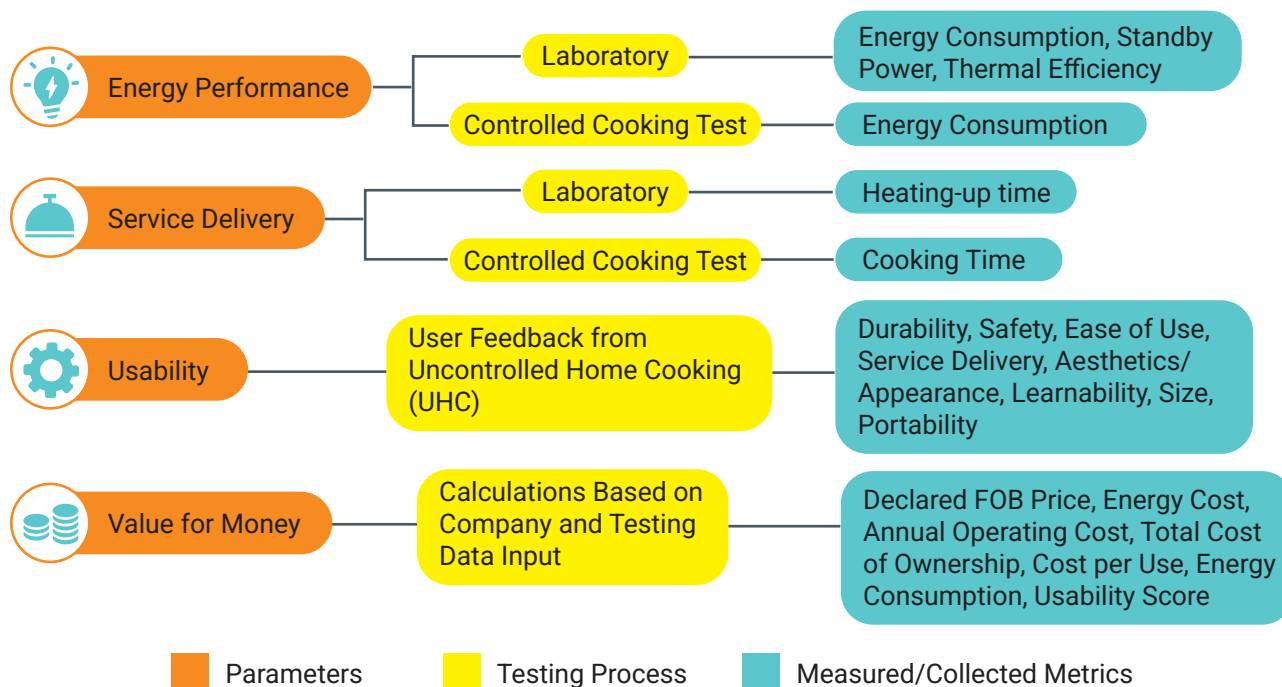 Energy Performance
Laboratory
Energy Consumption, Standby
Power, Thermal Efficiency
Controlled Cooking Test
Energy Consumption
Service Delivery
Laboratory
Heating-up time
Controlled Cooking Test
Cooking Time
Usability
User Feedback from
Uncontrolled Home Cooking
(UHC)
Durability, Safety, Ease of Use,
Service Delivery, Aesthetics/
Appearance, Learnability, Size,
Portability
Value for Money
Calculations Based on
Company and Testing
Data Input
Declared FOB Price, Energy Cost,
Annual Operating Cost, Total Cost
of Ownership, Cost per Use, Energy
Consumption, Usability Score
Parameters
Testing Process
Measured/Collected Metrics